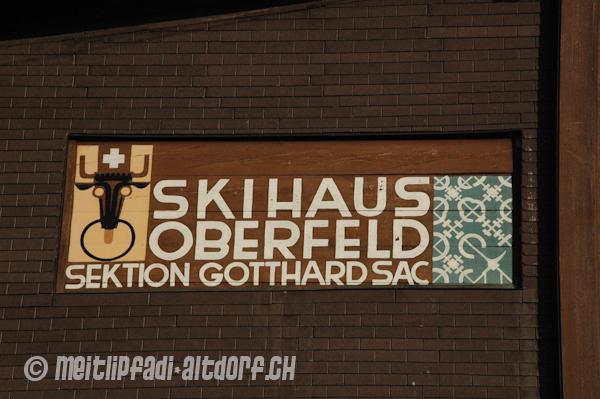 SKIHAUS
OBERFELD
SEKTION GOTTHARD SAC
© MEITLIPFADI-ALTDORF.CH